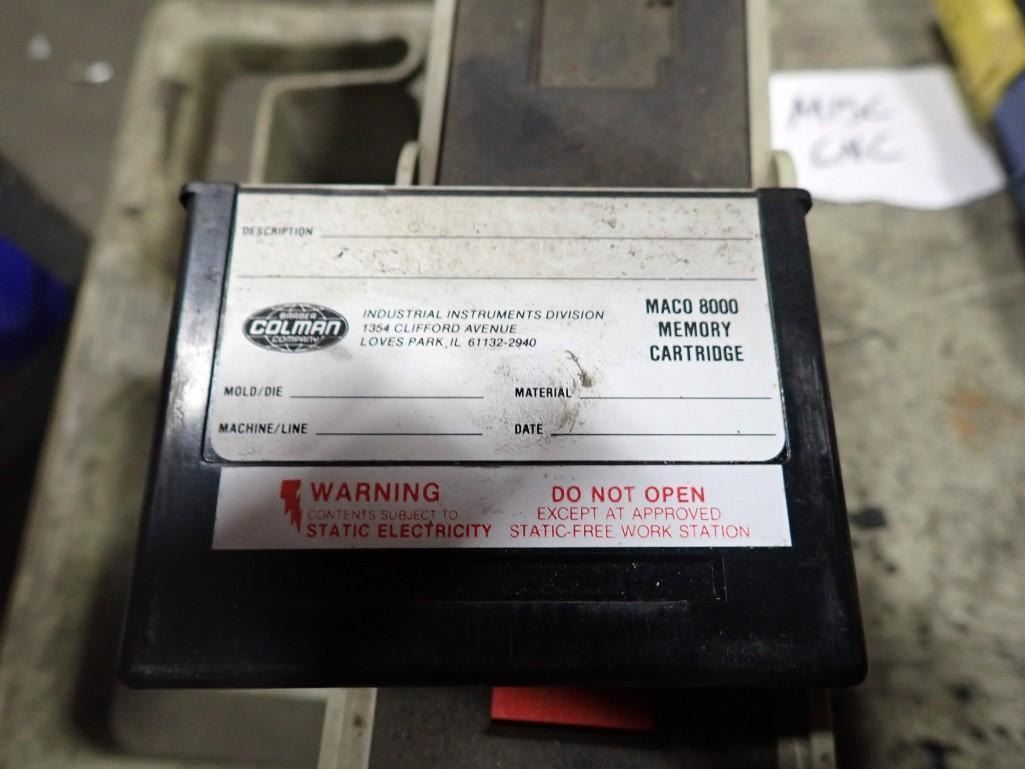 MISC
CNC
DESCRIPTION
BARBER
COLMAN
COMPANY
INDUSTRIAL INSTRUMENTS DIVISION
1354 CLIFFORD AVENUE
LOVES PARK, IL 61132-2940
MACO 8000
MEMORY
CARTRIDGE
MOLD/DIE
MATERIAL
MACHINE/LINE
DATE
WARNING
CONTENTS SUBJECT TO
STATIC ELECTRICITY
DO NOT OPEN
EXCEPT AT APPROVED
STATIC-FREE WORK STATION